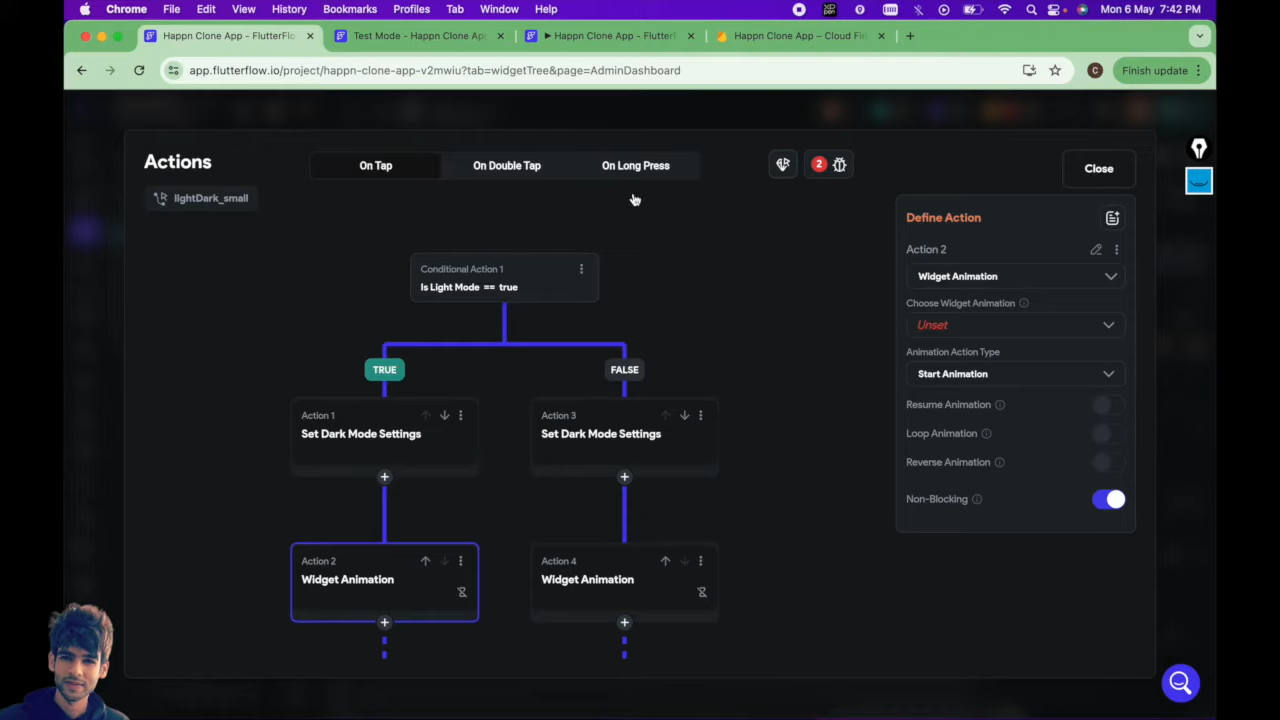 Chrome File Edit View History Bookmarks Profiles Tab Window Help Mon 6 May 7:42 PM
Happn Clone App - FlutterFlo Test Mode - Happn Clone App Happn Clone App - Flutterf Happn Clone App – Cloud Fi
app.flutterflow.io/project/happn-clone-app-v2mwiu?tab=widgetTree&page=AdminDashboard C Finish update
Actions
On Tap On Double Tap On Long Press
2
Close
lightDark_small
Define Action
Action 2
Widget Animation
Choose Widget Animation
Unset
Animation Action Type
Start Animation
Resume Animation
Loop Animation
Reverse Animation
Non-Blocking
Conditional Action 1
Is Light Mode == true
TRUE FALSE
Action 1
Set Dark Mode Settings
Action 3
Set Dark Mode Settings
Action 2
Widget Animation
Action 4
Widget Animation